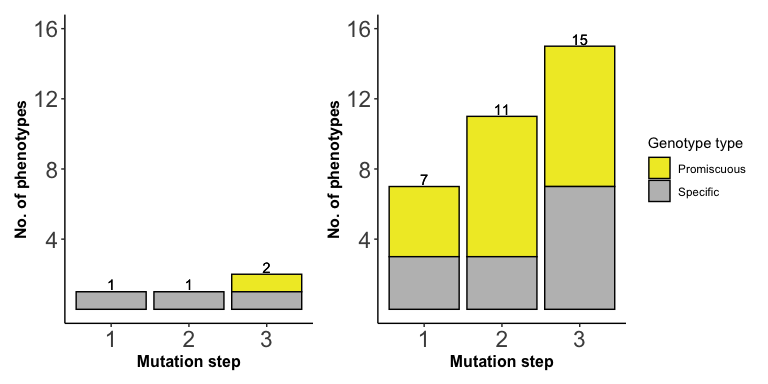 16
12
8
4
No. of phenotypes
1
1
2
1 2 3
Mutation step
16
12
8
4
No. of phenotypes
7
11
15
1 2 3
Mutation step
Genotype type
Promiscuous
Specific